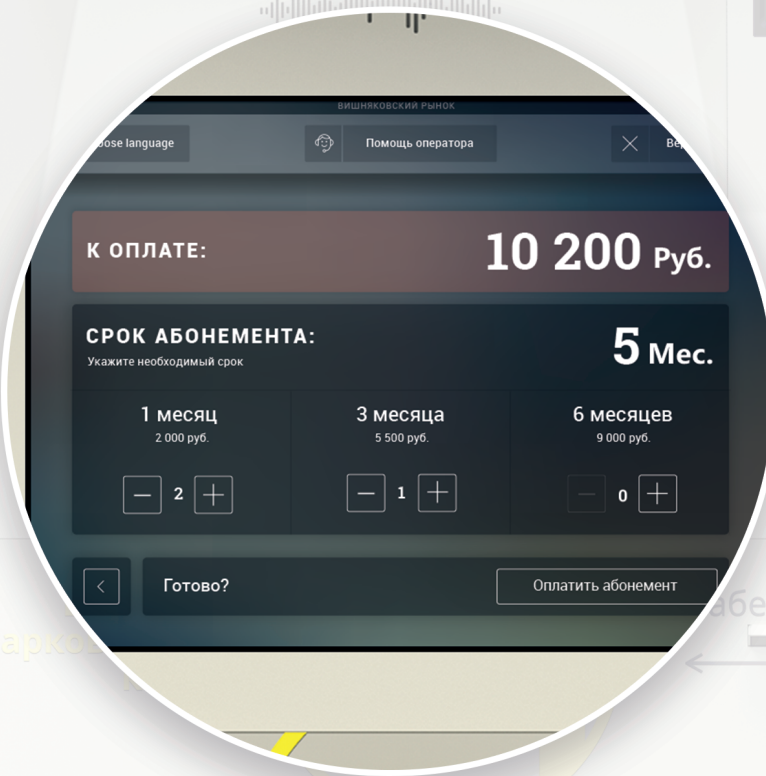 ВИШНЯКОВСКИЙ РЫНОК
language
Помощь оператора
К ОПЛАТЕ:
10 200 Руб.
СРОК АБОНЕМЕНТА:
5 Мес.
Укажите необходимый срок
1 месяц
3 месяца
6 месяцев
2 000 руб.
5 500 руб.
9 000 руб.
2
1
0
Готово?
Оплатить абонемент